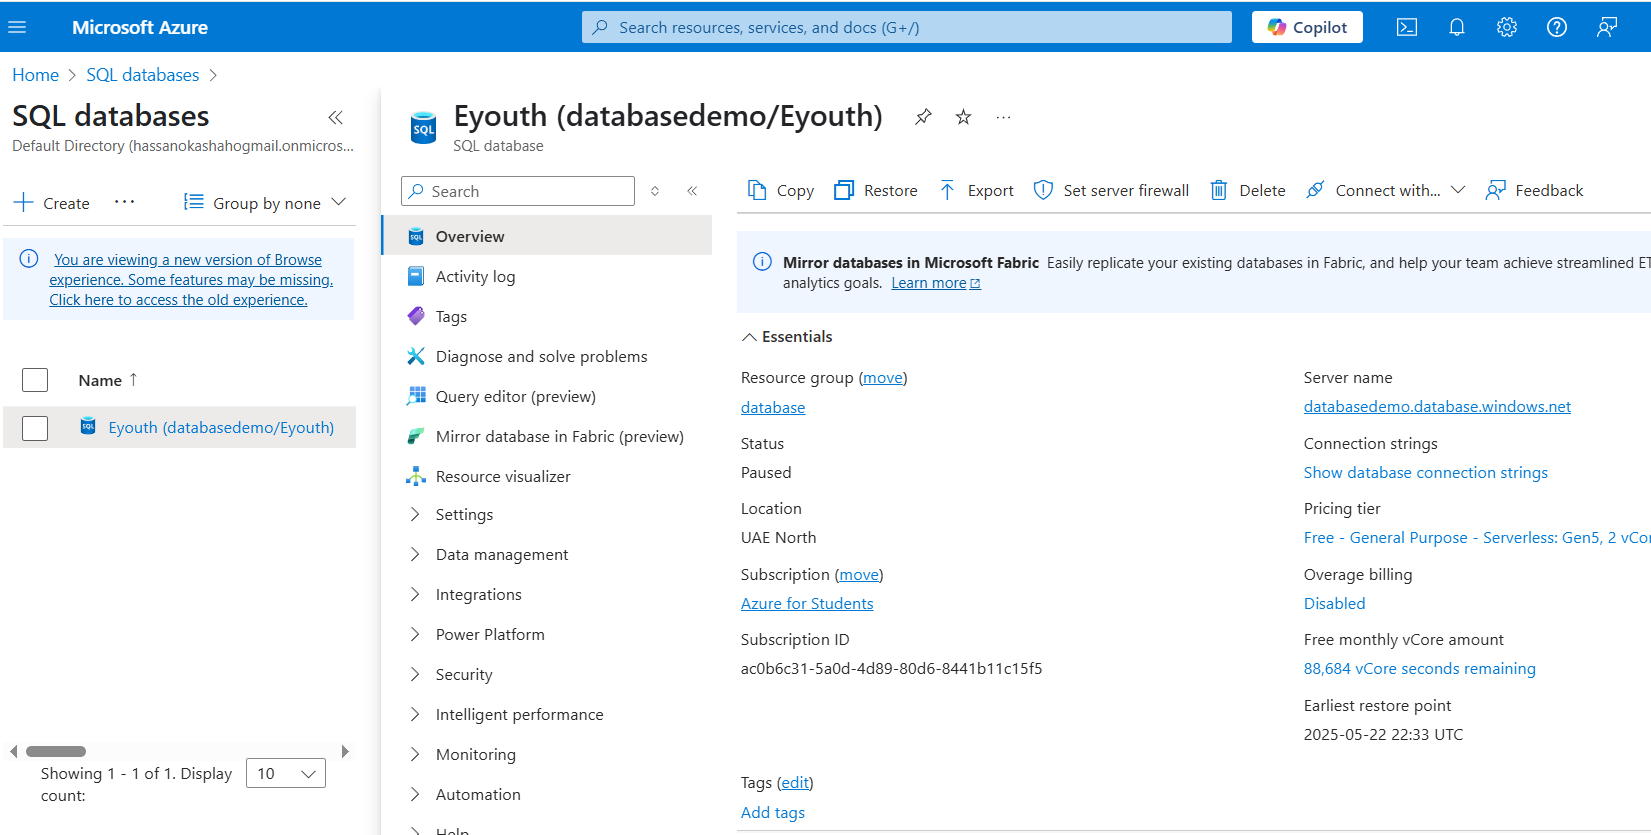 Microsoft Azure
Search resources, services, and docs (G+/)
Copilot
Home > SQL databases >
SQL databases
Default Directory (hassanokashahogmail.onmicros...
Create
Group by none
You are viewing a new version of Browse
experience. Some features may be missing.
Click here to access the old experience.
Name ↑
Eyouth (databasedemo/Eyouth)
Showing 1 - 1 of 1. Display
count:
10
Eyouth (databasedemo/Eyouth)
SQL database
Search
Overview
Activity log
Tags
Diagnose and solve problems
Query editor (preview)
Mirror database in Fabric (preview)
Resource visualizer
Settings
Data management
Integrations
Power Platform
Security
Intelligent performance
Monitoring
Automation
Help
Copy
Restore
Export
Set server firewall
Delete
Connect with...
Feedback
Mirror databases in Microsoft Fabric Easily replicate your existing databases in Fabric, and help your team achieve streamlined ET
analytics goals. Learn more
Essentials
Resource group (move)
database
Status
Paused
Location
UAE North
Subscription (move)
Azure for Students
Subscription ID
ac0b6c31-5a0d-4d89-80d6-8441b11c15f5
Server name
databasedemo.database.windows.net
Connection strings
Show database connection strings
Pricing tier
Free - General Purpose - Serverless: Gen5, 2 vCo
Overage billing
Disabled
Free monthly vCore amount
88,684 vCore seconds remaining
Earliest restore point
2025-05-22 22:33 UTC
Tags (edit)
Add tags